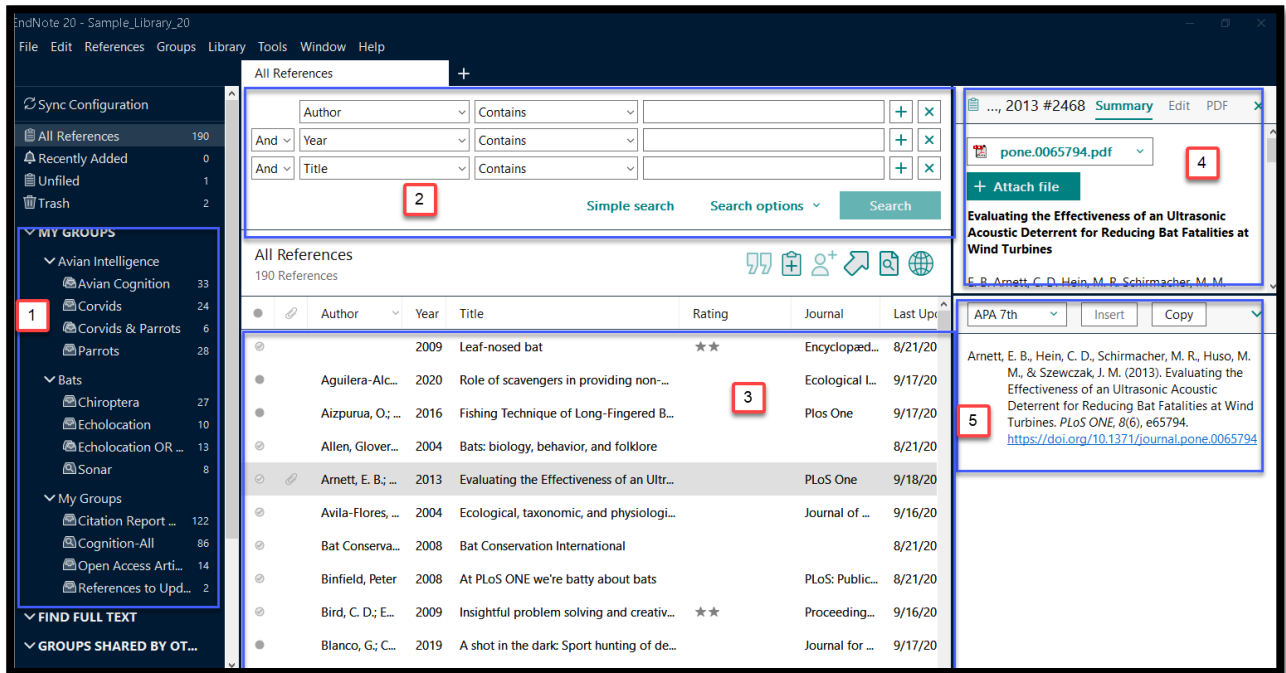 EndNote 20 - Sample_Library_20
File Edit References Groups Library Tools Window Help
All References +
Sync Configuration
All References 190
Recently Added 0
Unfiled 1
Trash 2
MY GROUPS
Avian Intelligence
Avian Cognition 33
Corvids 24
Corvids & Parrots 6
Parrots 28
Bats
Chiroptera 27
Echolocation 10
Echolocation OR ... 13
Sonar 8
My Groups
Citation Report ... 122
Cognition-All 86
Open Access Arti... 14
References to Upd... 2
FIND FULL TEXT
GROUPS SHARED BY OT...
1
Author Contains
And Year Contains
And Title Contains
2
Simple search Search options Search
All References
190 References
Author Year Title Rating Journal Last Upd
2009 Leaf-nosed bat ★★ Encyclopæd... 8/21/20
Aguilera-Alc... 2020 Role of scavengers in providing non-... Ecological I... 9/17/20
Aizpurua, O.; ... 2016 Fishing Technique of Long-Fingered B... Plos One 9/17/20
Allen, Glover... 2004 Bats: biology, behavior, and folklore 8/21/20
Arnett, E. B.; ... 2013 Evaluating the Effectiveness of an Ultr... PLoS One 9/18/20
Avila-Flores, ... 2004 Ecological, taxonomic, and physiologi... Journal of ... 9/16/20
Bat Conserva... 2008 Bat Conservation International 8/21/20
Binfield, Peter 2008 At PLoS ONE we're batty about bats PLoS: Public... 8/21/20
Bird, C. D.; E... 2009 Insightful problem solving and creativ... ★★ Proceeding... 9/16/20
Blanco, G.; C... 2019 A shot in the dark: Sport hunting of de... Journal for ... 9/17/20
3
..., 2013 #2468 Summary Edit PDF
pone.0065794.pdf
4
+ Attach file
Evaluating the Effectiveness of an Ultrasonic
Acoustic Deterrent for Reducing Bat Fatalities at
Wind Turbines
E. B. Arnett, C. D. Hein, M. R. Schirmacher, M. M.
APA 7th Insert Copy
Arnett, E. B., Hein, C. D., Schirmacher, M. R., Huso, M.
M., & Szewczak, J. M. (2013). Evaluating the
Effectiveness of an Ultrasonic Acoustic
Deterrent for Reducing Bat Fatalities at Wind
Turbines. PLoS ONE, 8(6), e65794.
https://doi.org/10.1371/journal.pone.0065794
5